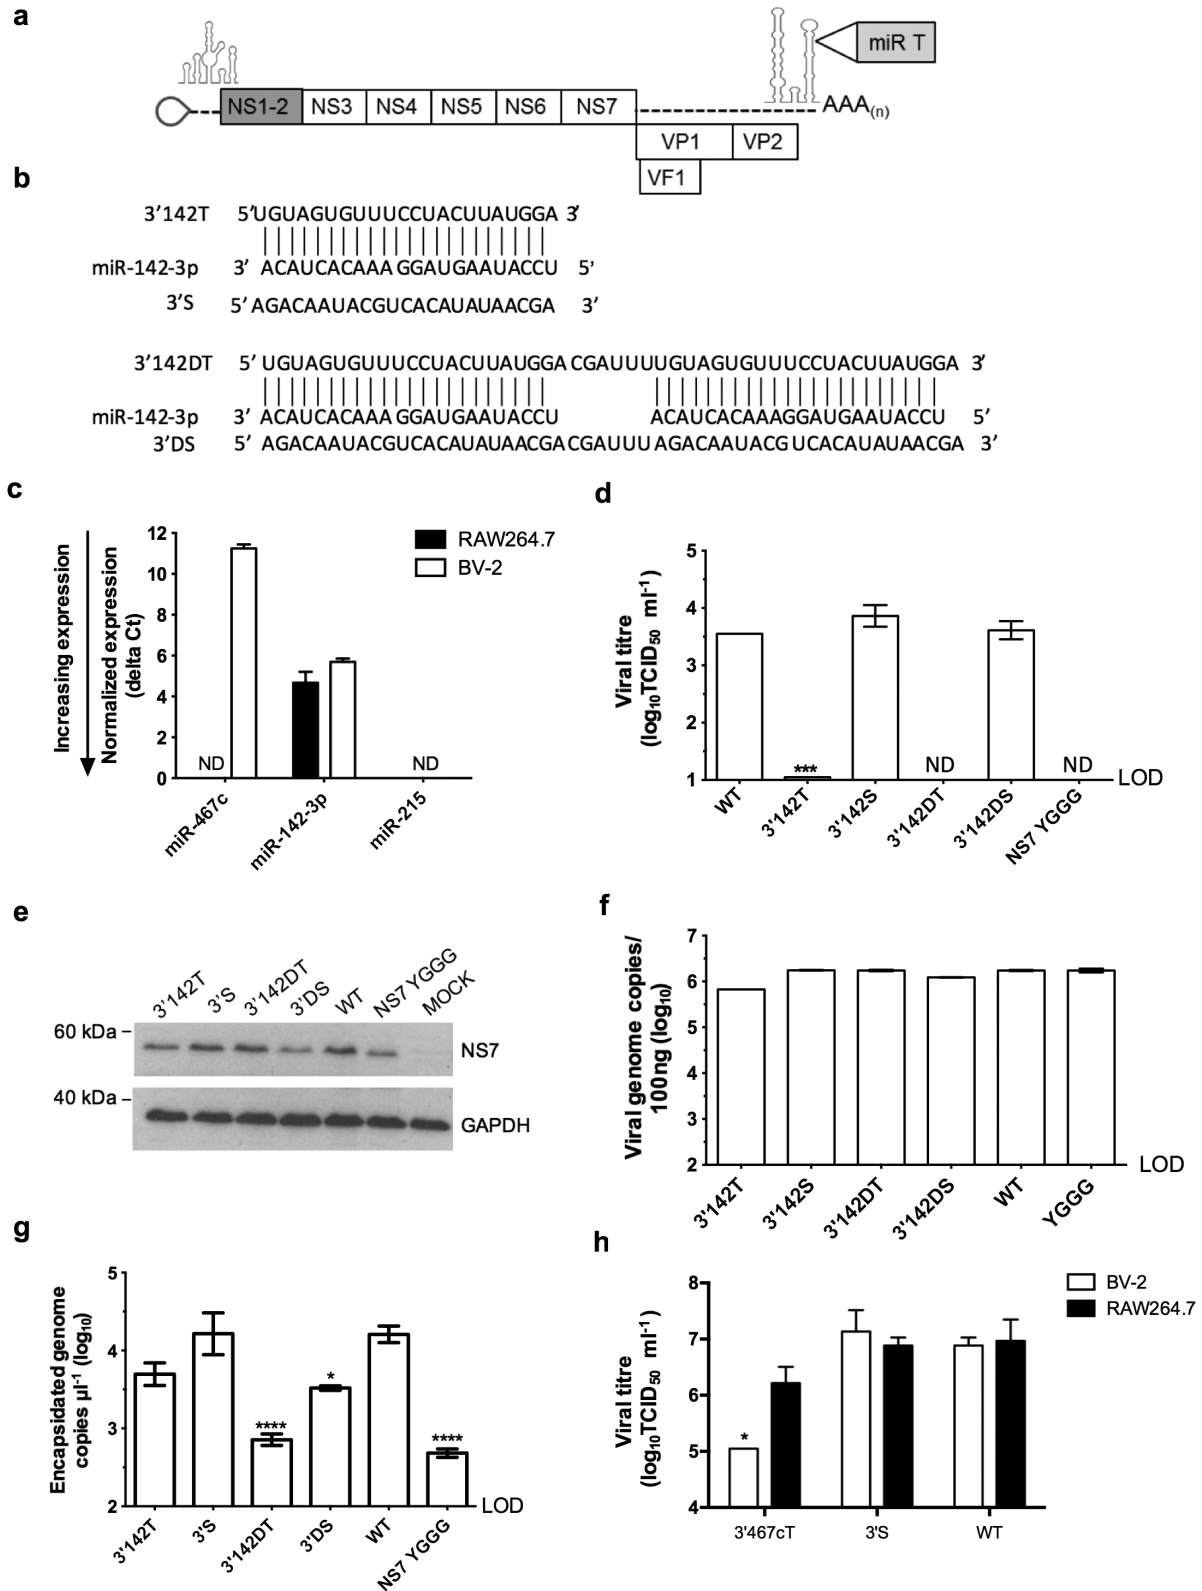 a
miR T
NS1-2 NS3 NS4 NS5 NS6 NS7 AAA(n)
VP1 VP2
VF1
b
3’142T 5’UGUAGUGUUUCCUACUUAUGGA 3’
miR-142-3p 3’ ACAUCACAAA GGAUGAAUACCU 5’
3’S 5’ AGACAAUACGUCACAUAUAACGA 3’
3’142DT 5’ UGUAGUGUUUCCUACUUAUGGA CGAUUUUGUAGUGUUUCCUACUUAUGGA 3’
miR-142-3p 3’ ACAUCACAAA GGAUGAAUACCU ACAUCACAAAGGAUGAAUACCU 5’
3’DS 5’ AGACAAUACGUCACAUAUAACGACGAUUUAGACAAUACGUCACAUAUAACGA 3’
c
Increasing expression
Normalized expression
(delta Ct)
12
10
8
6
4
2
0
ND
ND
RAW264.7
BV-2
miR-467c
miR-142-3p
miR-215
d
Viral titre
(log10TCID50 ml-1 )
5
4
3
2
1
***
ND
ND
LOD
WT
3'142T
3'142S
3'142DT
3'142DS
NS7 YGGG
e
3’142T
3’S
3’142DT
3’DS
WT
NS7 YGGG
MOCK
60 kDa
NS7
40 kDa
GAPDH
f
Viral genome copies/
100ng (log10)
7
6
5
4
3
2
LOD
3'142T
3'142S
3'142DT
3'142DS
WT
YGGG
g
Encapsidated genome
copies µl-1 (log10)
5
4
3
2
****
*
****
LOD
3'142T
3'S
3'142DT
3'DS
WT
NS7 YGGG
h
Viral titre
(log10TCID50 ml-1 )
8
7
6
5
4
*
BV-2
RAW264.7
3'467cT
3'S
WT